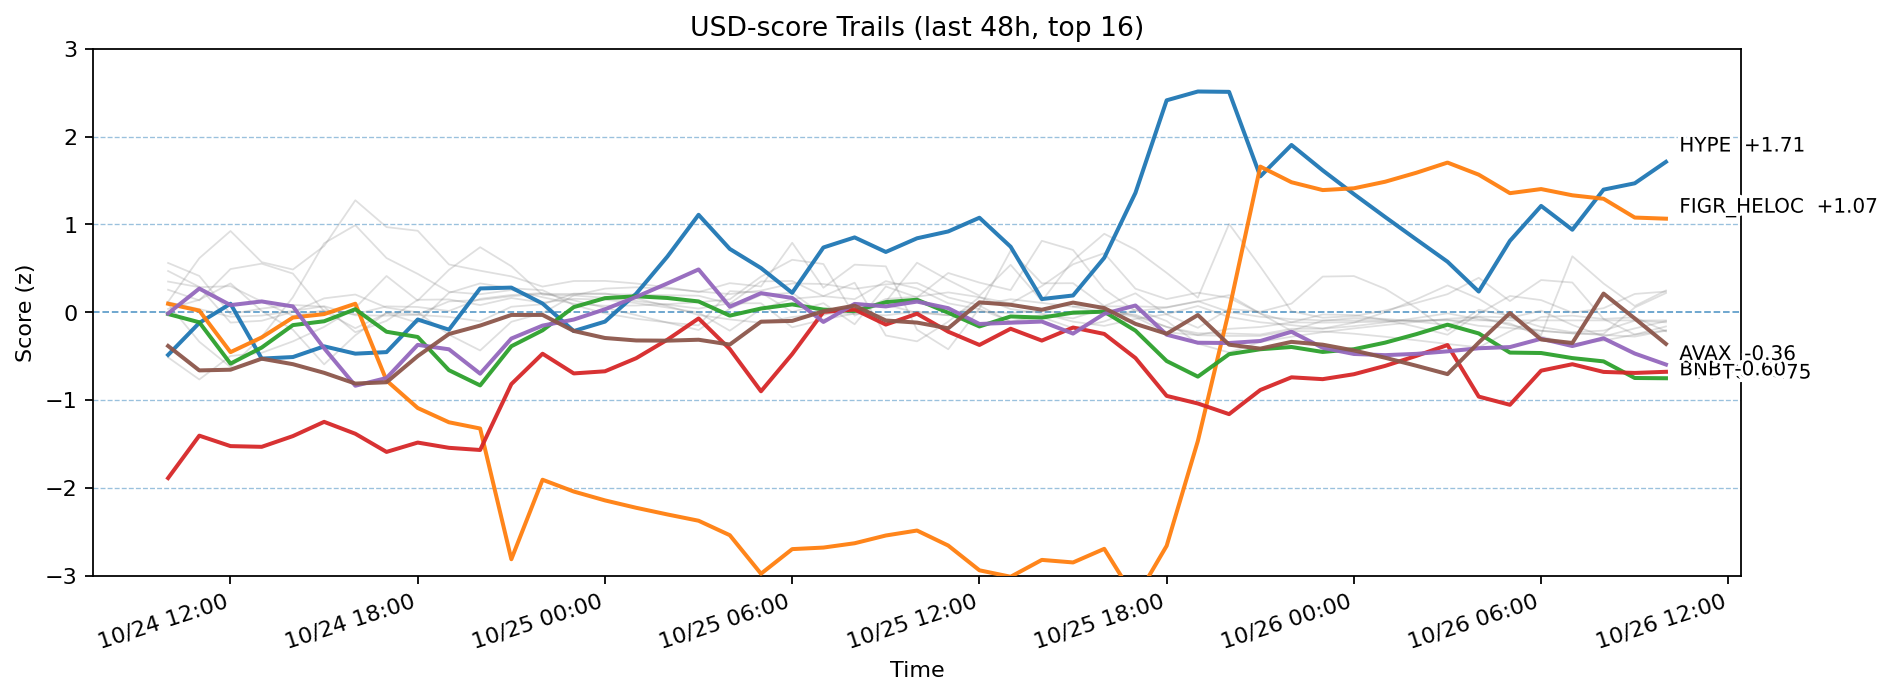 USD-score Trails (last 48h, top 16)
Score (z)
3
2
1
0
−1
−2
−3
HYPE +1.71
FIGR_HELOC +1.07
AVAX -0.36
10/24 12:00
10/24 18:00
10/25 00:00
10/25 06:00
10/25 12:00
10/25 18:00
10/26 00:00
10/26 06:00
10/26 12:00
Time